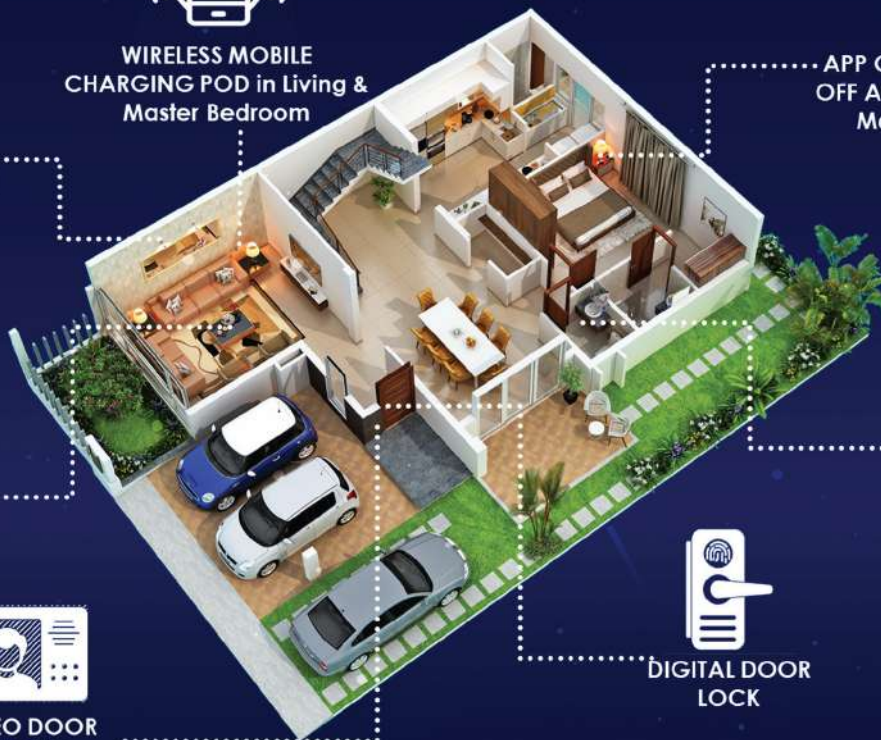 WIRELESS MOBILE
CHARGING POD in Living &
Master Bedroom
APP
OFF
DIGITAL DOOR
LOCK
DOOR